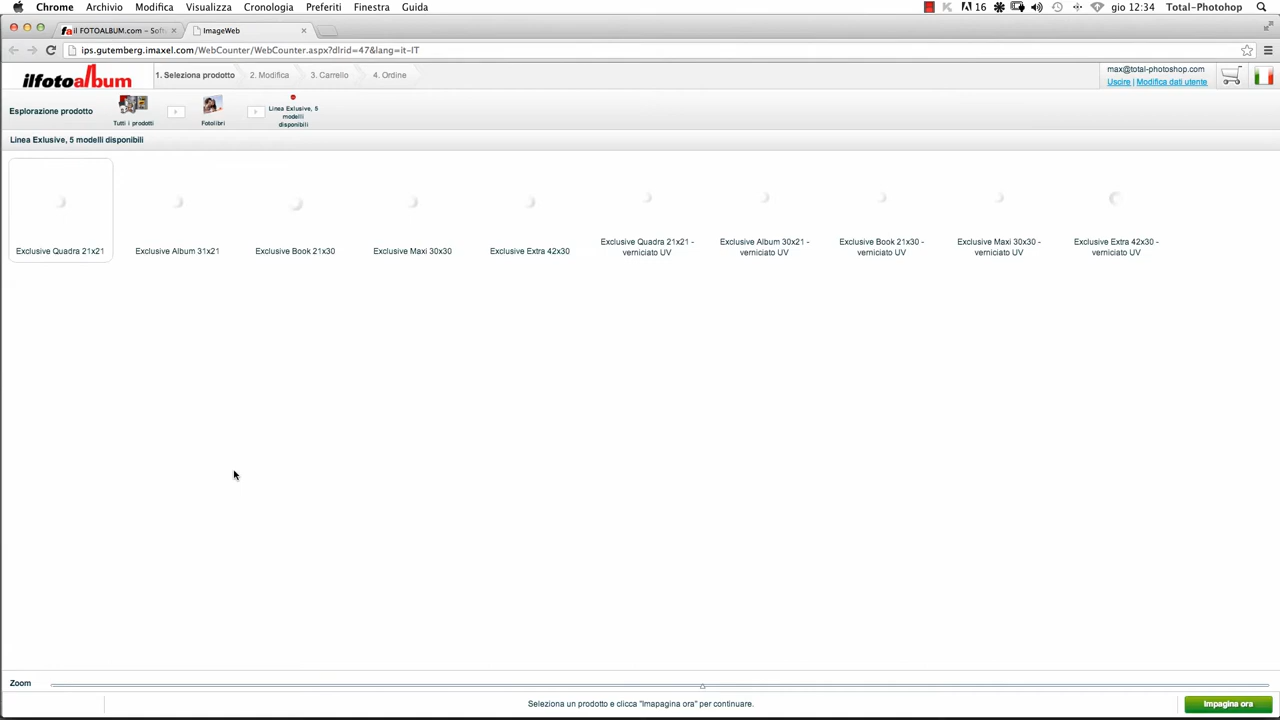 Chrome Archivio Modifica Visualizza Cronologia Preferiti Finestra Guida 16 gio 12:34 Total-Photohop
il FOTOALBUM.com – Soft ImageWeb
ips.gutemberg.imaxel.com/WebCounter/WebCounter.aspx?dlrid=47&lang=it-IT
ilfotoalbum 1. Seleziona prodotto 2. Modifica 3. Carrello 4. Ordine max@total-photoshop.com
Uscire | Modifica dati utente
Esplorazione prodotto Tutti i prodotti Fotolibri Linea Exlusive, 5
modelli
disponibili
Linea Exlusive, 5 modelli disponibili
Exclusive Quadra 21x21
Exclusive Album 31x21
Exclusive Book 21x30
Exclusive Maxi 30x30
Exclusive Extra 42x30
Exclusive Quadra 21x21 -
verniciato UV
Exclusive Album 30x21 -
verniciato UV
Exclusive Book 21x30 -
verniciato UV
Exclusive Maxi 30x30 -
verniciato UV
Exclusive Extra 42x30 -
verniciato UV
Zoom
Seleziona un prodotto e clicca "Imapagina ora" per continuare.
Impagina ora